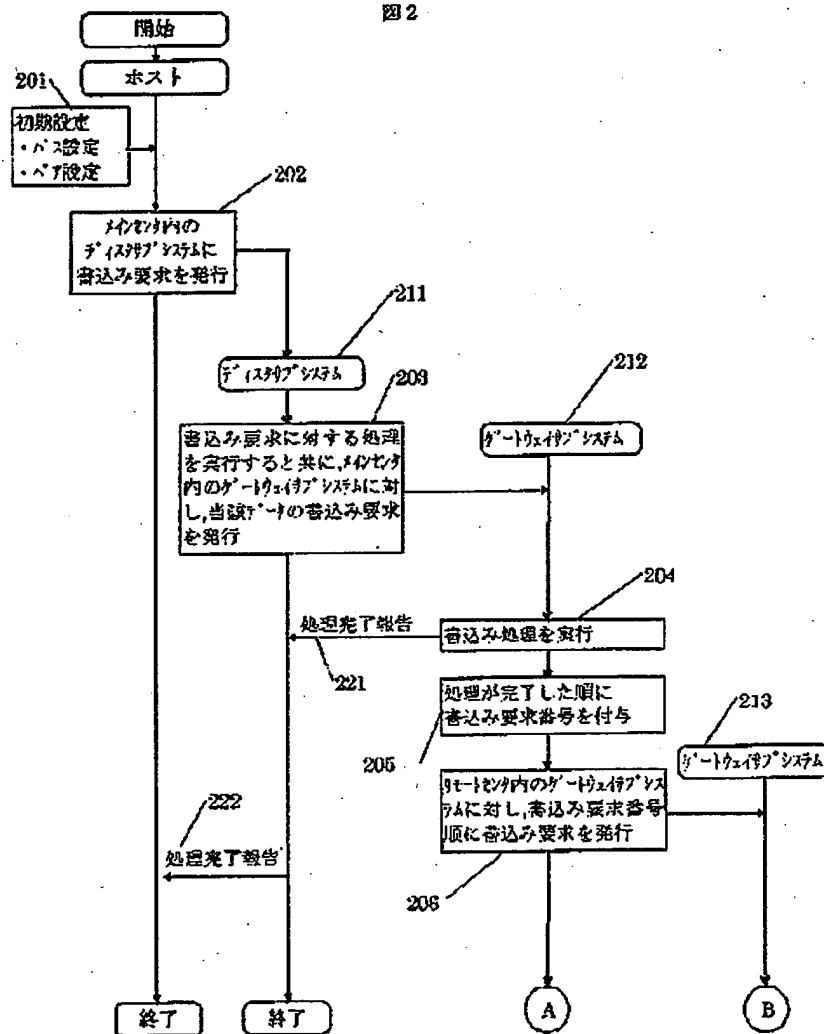 図2
開始
ホスト
201
初期設定
・パス設定
・ペア設定
202
メインセンタ内の
ディスクサブシステムに
書込み要求を発行
211
ディスクサブシステム
203
書込み要求に対する処理
を実行すると共に、メインセンタ
内のゲートウェイサブシステムに対
し、当該データの書込み要求
を発行
212
ゲートウェイサブシステム
204
書込み処理を実行
処理完了報告
221
処理が完了した順に
書込み要求番号を付与
205
213
ゲートウェイサブシステム
リモートセンタ内のゲートウェイサブシス
テムに対し、書込み要求番号
順に書込み要求を発行
206
222
処理完了報告
終了
終了
A
B